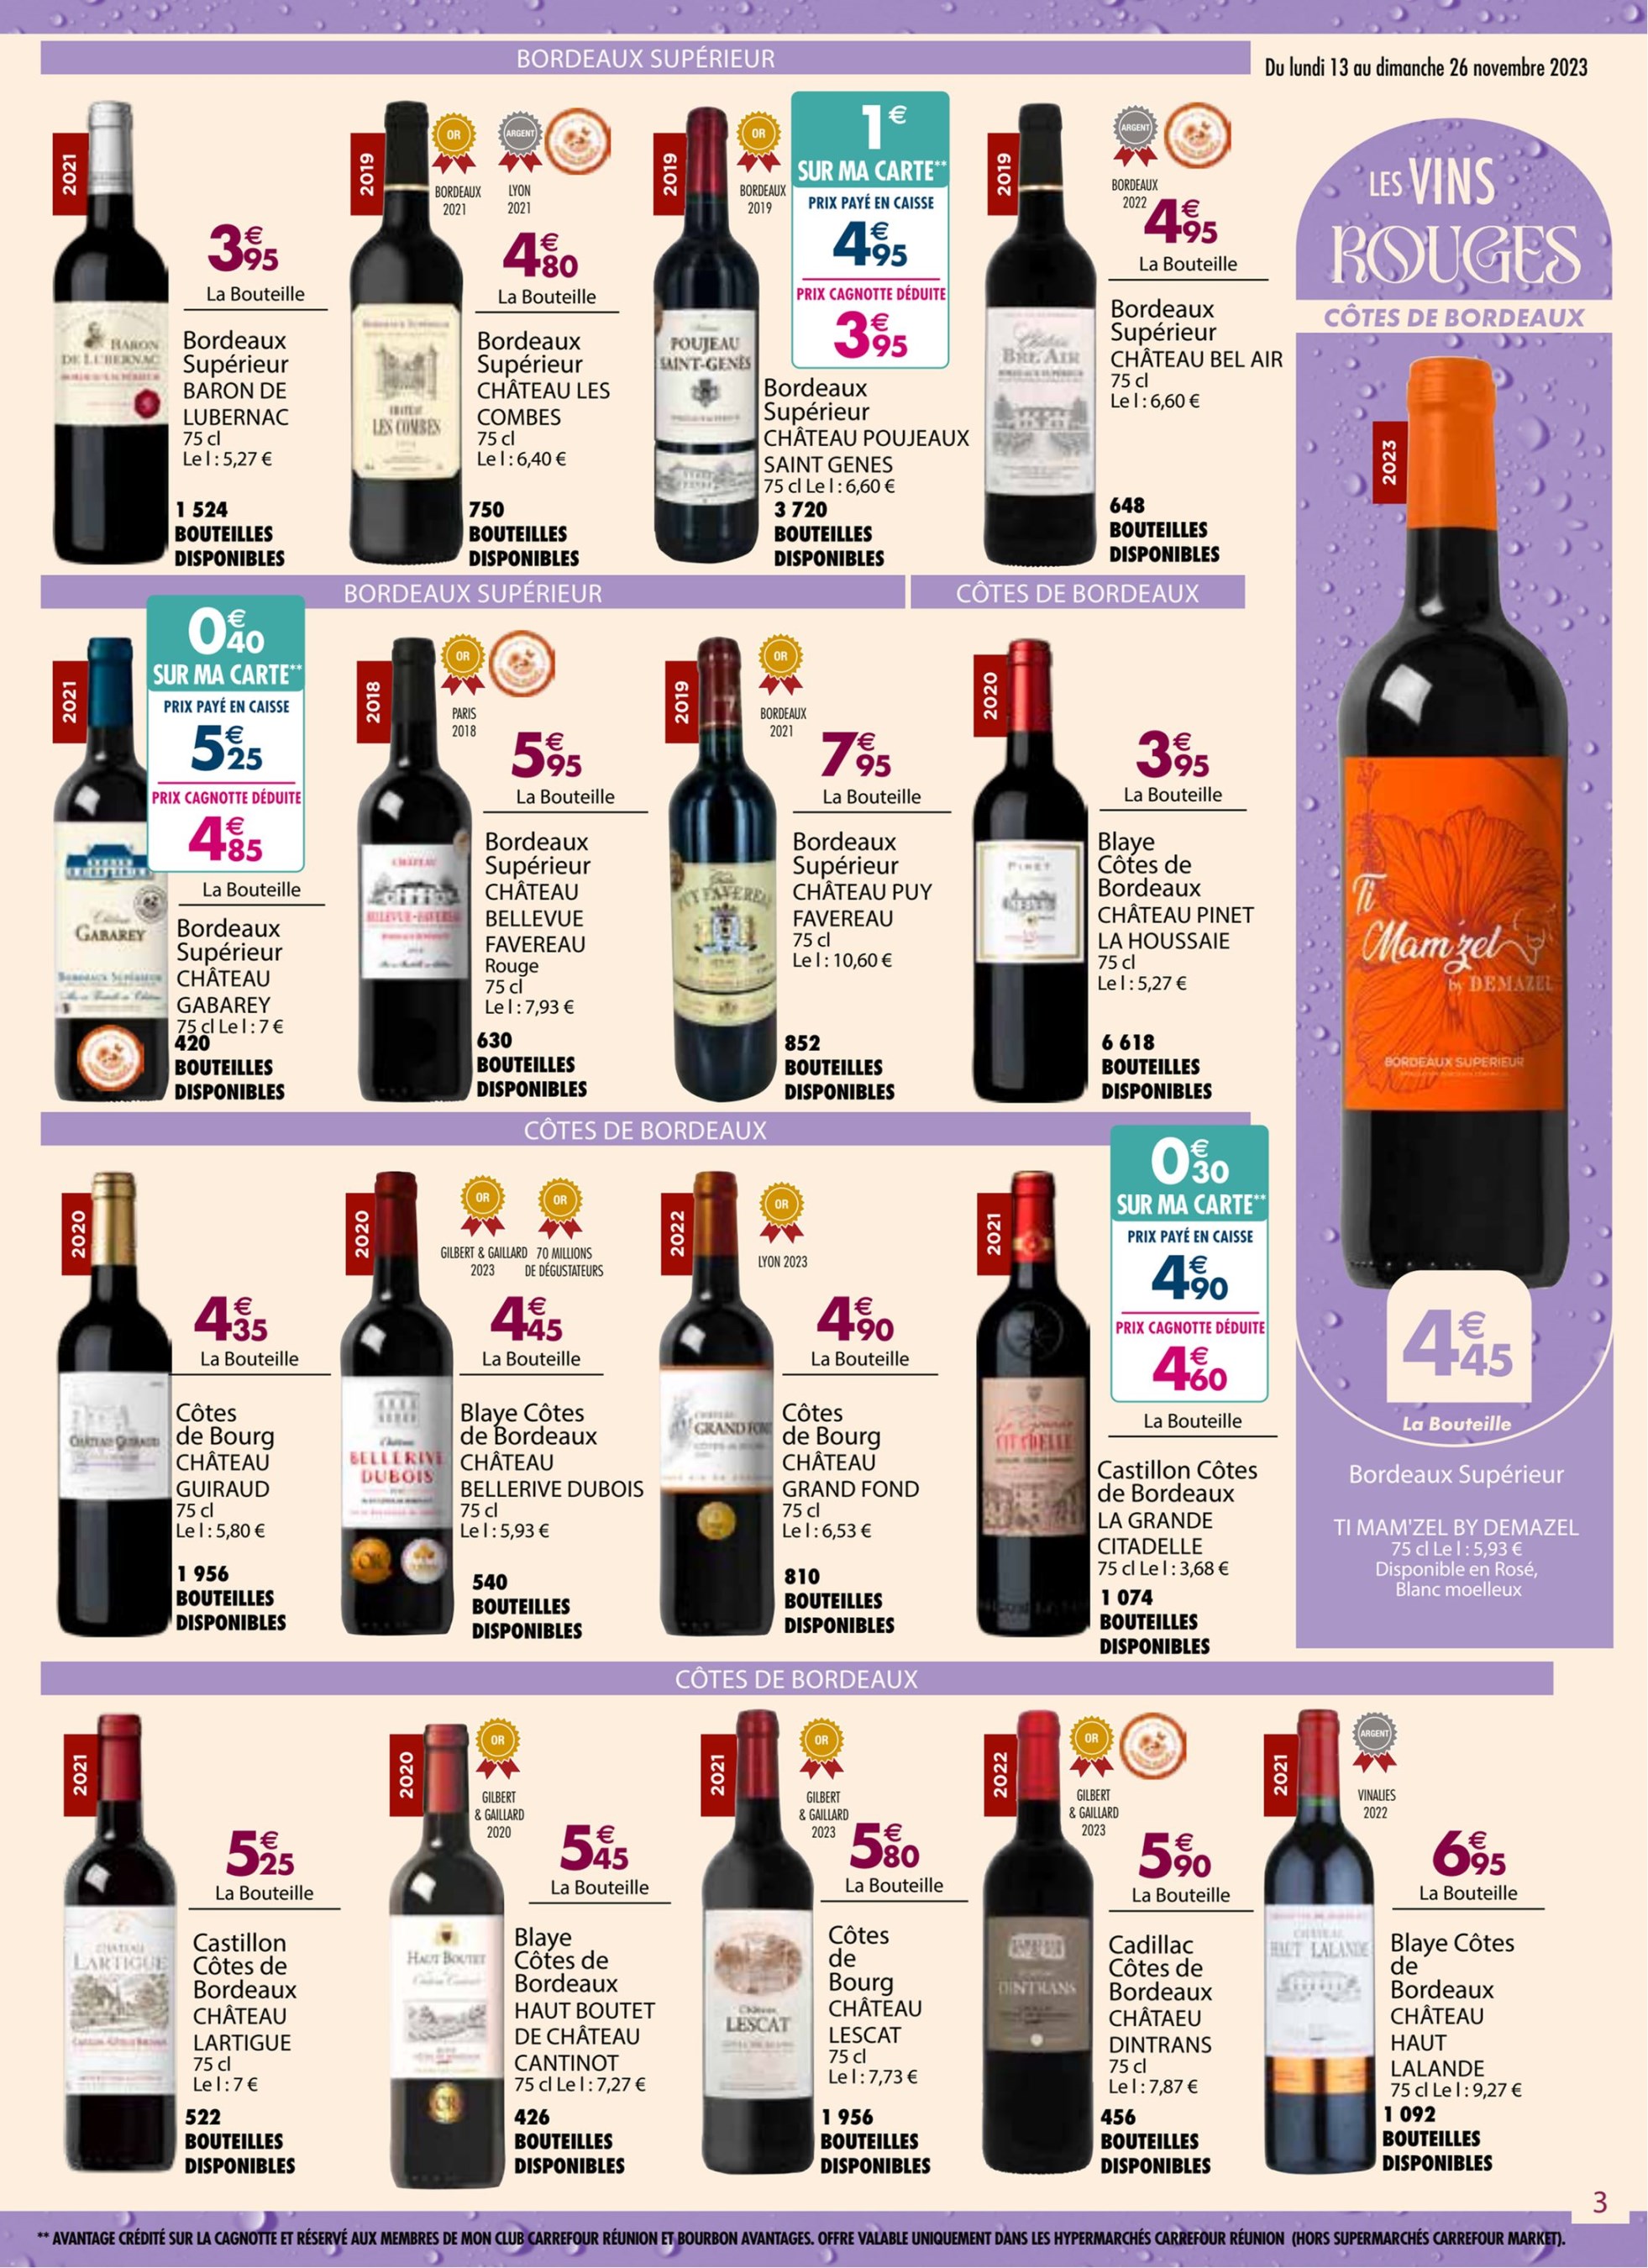 BORDEAUX SUPÉRIEUR
Du lundi 13 au dimanche 26 novembre 2023
2021
3€95
La Bouteille
Bordeaux
Supérieur
BARON DE
LUBERNAC
75 cl
Le l : 5,27 €
1 524
BOUTEILLES
DISPONIBLES
BARON
DE LUBERNAC
2019
OR
BORDEAUX
2021
ARGENT
LYON
2021
4€80
La Bouteille
Bordeaux
Supérieur
CHÂTEAU LES
COMBES
75 cl
Le l : 6,40 €
750
BOUTEILLES
DISPONIBLES
LES COMBES
2019
OR
BORDEAUX
2019
1€
SUR MA CARTE**
PRIX PAYÉ EN CAISSE
4€95
PRIX CAGNOTTE DÉDUITE
3€95
Bordeaux
Supérieur
CHÂTEAU POUJEAUX
SAINT GENES
75 cl Le l : 6,60 €
3 720
BOUTEILLES
DISPONIBLES
POUJEAU
SAINT-GENÈS
2019
ARGENT
BORDEAUX
2022
4€95
La Bouteille
Bordeaux
Supérieur
CHÂTEAU BEL AIR
75 cl
Le l : 6,60 €
648
BOUTEILLES
DISPONIBLES
BEL AIR
LES VINS
ROUGES
CÔTES DE BORDEAUX
2023
Ti
Mam'zel
by DEMAZEL
BORDEAUX SUPERIEUR
4€45
La Bouteille
Bordeaux Supérieur
TI MAM'ZEL BY DEMAZEL
75 cl Le l : 5,93 €
Disponible en Rosé,
Blanc moelleux
BORDEAUX SUPÉRIEUR
CÔTES DE BORDEAUX
2021
0€40
SUR MA CARTE**
PRIX PAYÉ EN CAISSE
5€25
PRIX CAGNOTTE DÉDUITE
4€85
La Bouteille
Bordeaux
Supérieur
CHÂTEAU
GABAREY
75 cl Le l : 7 €
420
BOUTEILLES
DISPONIBLES
GABAREY
2018
OR
PARIS
2018
5€95
La Bouteille
Bordeaux
Supérieur
CHÂTEAU
BELLEVUE
FAVEREAU
Rouge
75 cl
Le l : 7,93 €
630
BOUTEILLES
DISPONIBLES
2019
OR
BORDEAUX
2021
7€95
La Bouteille
Bordeaux
Supérieur
CHÂTEAU PUY
FAVEREAU
75 cl
Le l : 10,60 €
852
BOUTEILLES
DISPONIBLES
2020
3€95
La Bouteille
Blaye
Côtes de
Bordeaux
CHÂTEAU PINET
LA HOUSSAIE
75 cl
Le l : 5,27 €
6 618
BOUTEILLES
DISPONIBLES
PINET
CÔTES DE BORDEAUX
2020
4€35
La Bouteille
Côtes
de Bourg
CHÂTEAU
GUIRAUD
75 cl
Le l : 5,80 €
1 956
BOUTEILLES
DISPONIBLES
CHÂTEAU GUIRAUD
2020
OR
GILBERT & GAILLARD
2023
OR
70 MILLIONS
DE DÉGUSTATEURS
4€45
La Bouteille
Blaye Côtes
de Bordeaux
CHÂTEAU
BELLERIVE DUBOIS
75 cl
Le l : 5,93 €
540
BOUTEILLES
DISPONIBLES
BELLERIVE
DUBOIS
2022
OR
LYON 2023
4€90
La Bouteille
Côtes
de Bourg
CHÂTEAU
GRAND FOND
75 cl
Le l : 6,53 €
810
BOUTEILLES
DISPONIBLES
2021
0€30
SUR MA CARTE**
PRIX PAYÉ EN CAISSE
4€90
PRIX CAGNOTTE DÉDUITE
4€60
La Bouteille
Castillon Côtes
de Bordeaux
LA GRANDE
CITADELLE
75 cl Le l : 3,68 €
1 074
BOUTEILLES
DISPONIBLES
La Grande
CITADELLE
CÔTES DE BORDEAUX
2021
5€25
La Bouteille
Castillon
Côtes de
Bordeaux
CHÂTEAU
LARTIGUE
75 cl
Le l : 7 €
522
BOUTEILLES
DISPONIBLES
LARTIGUE
2020
OR
GILBERT
& GAILLARD
2020
5€45
La Bouteille
Blaye
Côtes de
Bordeaux
HAUT BOUTET
DE CHÂTEAU
CANTINOT
75 cl Le l : 7,27 €
426
BOUTEILLES
DISPONIBLES
HAUT BOUTET
2021
OR
GILBERT
& GAILLARD
2023
5€80
La Bouteille
Côtes
de
Bourg
CHÂTEAU
LESCAT
75 cl
Le l : 7,73 €
1 956
BOUTEILLES
DISPONIBLES
LESCAT
2022
OR
GILBERT
& GAILLARD
2023
5€90
La Bouteille
Cadillac
Côtes de
Bordeaux
CHÂTAEU
DINTRANS
75 cl
Le l : 7,87 €
456
BOUTEILLES
DISPONIBLES
DINTRANS
2021
ARGENT
VINALIES
2022
6€95
La Bouteille
Blaye Côtes
de
Bordeaux
CHÂTEAU
HAUT
LALANDE
75 cl Le l : 9,27 €
1 092
BOUTEILLES
DISPONIBLES
HAUT LALANDE
3
** AVANTAGE CRÉDITÉ SUR LA CAGNOTTE ET RÉSERVÉ AUX MEMBRES DE MON CLUB CARREFOUR RÉUNION ET BOURBON AVANTAGES. OFFRE VALABLE UNIQUEMENT DANS LES HYPERMARCHÉS CARREFOUR RÉUNION (HORS SUPERMARCHÉS CARREFOUR MARKET).